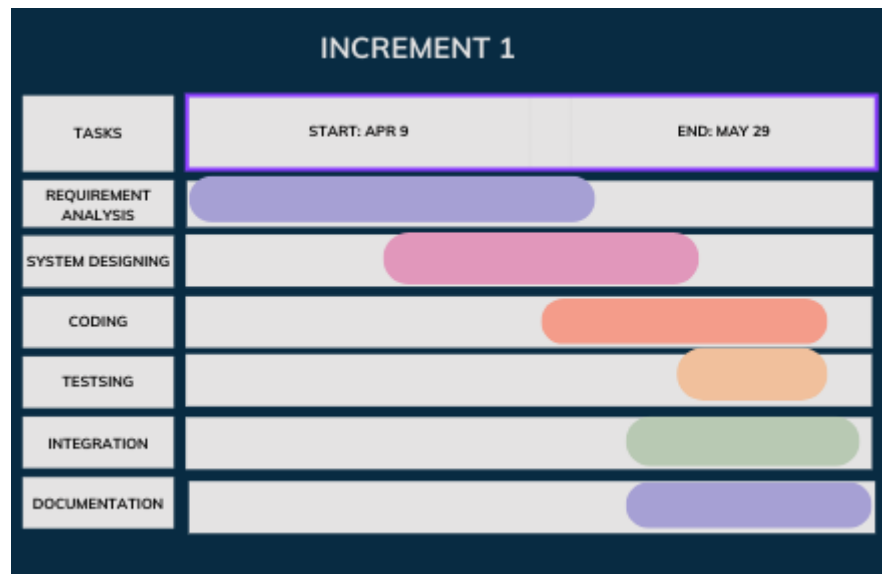 INCREMENT 1
TASKS
START: APR 9
END: MAY 29
REQUIREMENT
ANALYSIS
SYSTEM DESIGNING
CODING
TESTSING
INTEGRATION
DOCUMENTATION